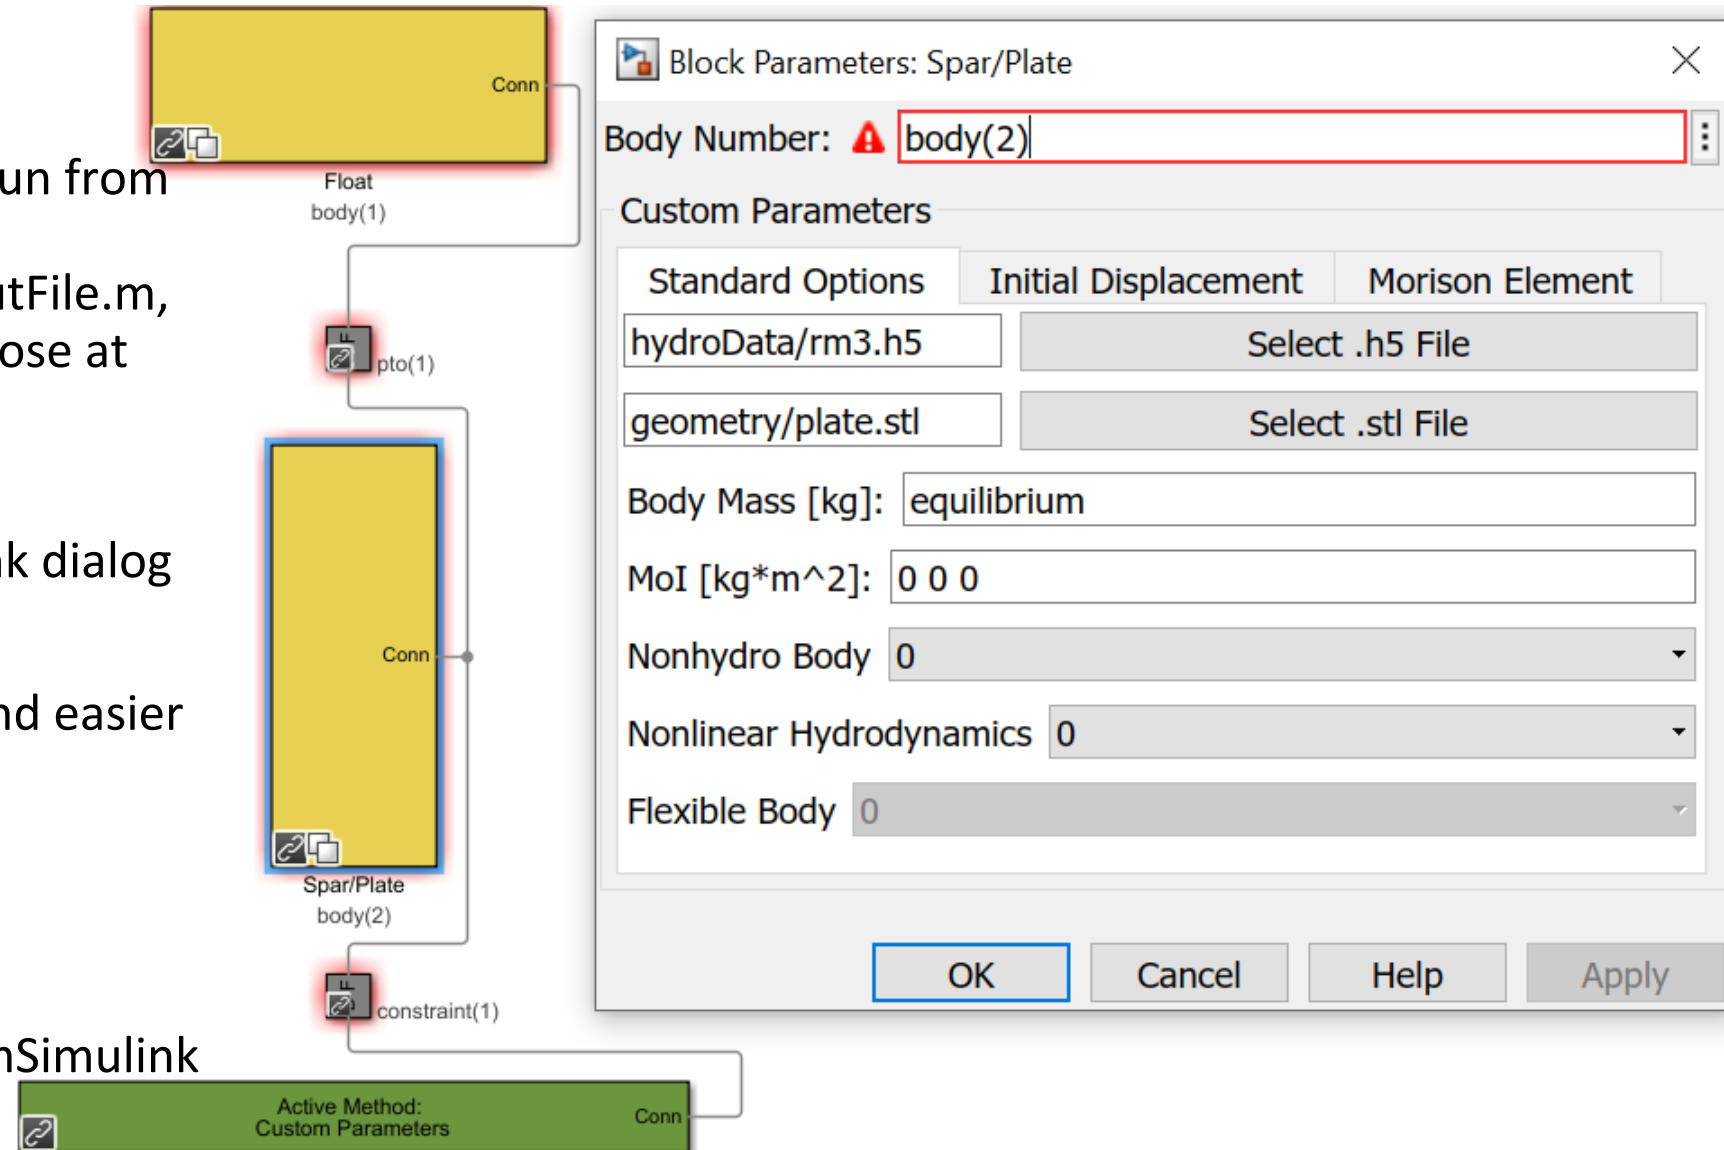 Conn
Float
body(1)
un from
utFile.m,
ose at
pto(1)
nk dialog
Conn
nd easier
Spar/Plate
body(2)
constraint(1)
nSimulink
Active Method:
Custom Parameters
Conn
Block Parameters: Spar/Plate
Body Number: body(2)
Custom Parameters
Standard Options Initial Displacement Morison Element
hydroData/rm3.h5 Select .h5 File
geometry/plate.stl Select .stl File
Body Mass [kg]: equilibrium
MoI [kg*m^2]: 0 0 0
Nonhydro Body 0
Nonlinear Hydrodynamics 0
Flexible Body 0
OK Cancel Help Apply